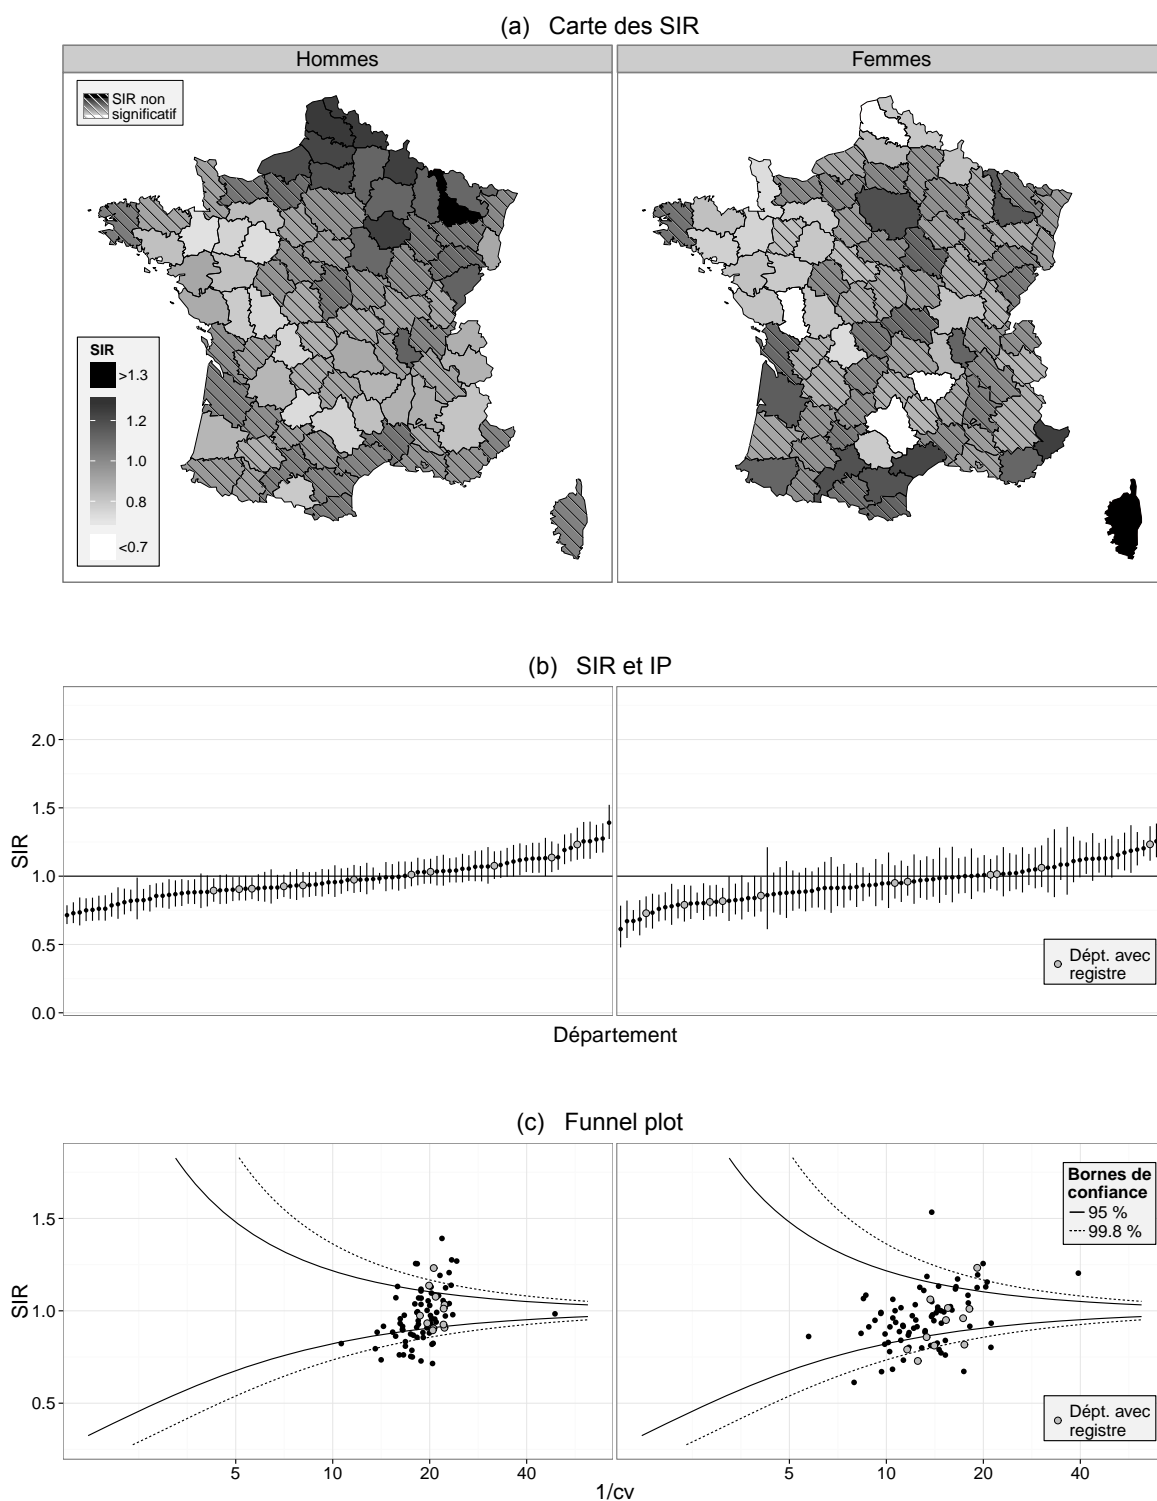 (a) Carte des SIR
Hommes
Femmes
SIR non
significatif
SIR
>1.3
1.2
1.0
0.8
<0.7
(b) SIR et IP
SIR
2.0
1.5
1.0
0.5
0.0
Dépt. avec
registre
Département
(c) Funnel plot
SIR
1.5
1.0
0.5
Bornes de
confiance
95 %
99.8 %
Dépt. avec
registre
5 10 20 40
5 10 20 40
1/cv